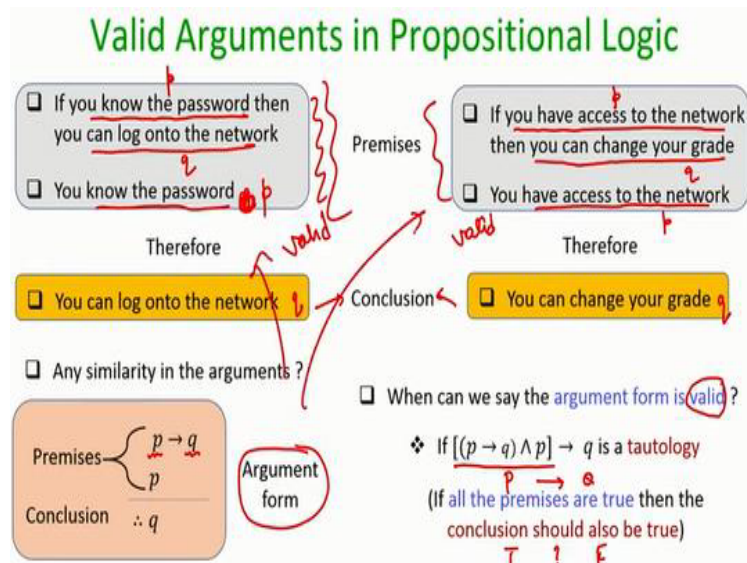 Valid Arguments in Propositional Logic
p
If you know the password then
you can log onto the network
q
You know the password p
Therefore
valid
You can log onto the network q
Premises
Conclusion
p
If you have access to the network
then you can change your grade
q
You have access to the network
p
valid
Therefore
You can change your grade q
Any similarity in the arguments ?
Premises
p → q
p
Conclusion ∴ q
Argument
form
When can we say the argument form is valid ?
If [(p → q) ∧ p] → q is a tautology
P → Q
(If all the premises are true then the
conclusion should also be true)
T ? F